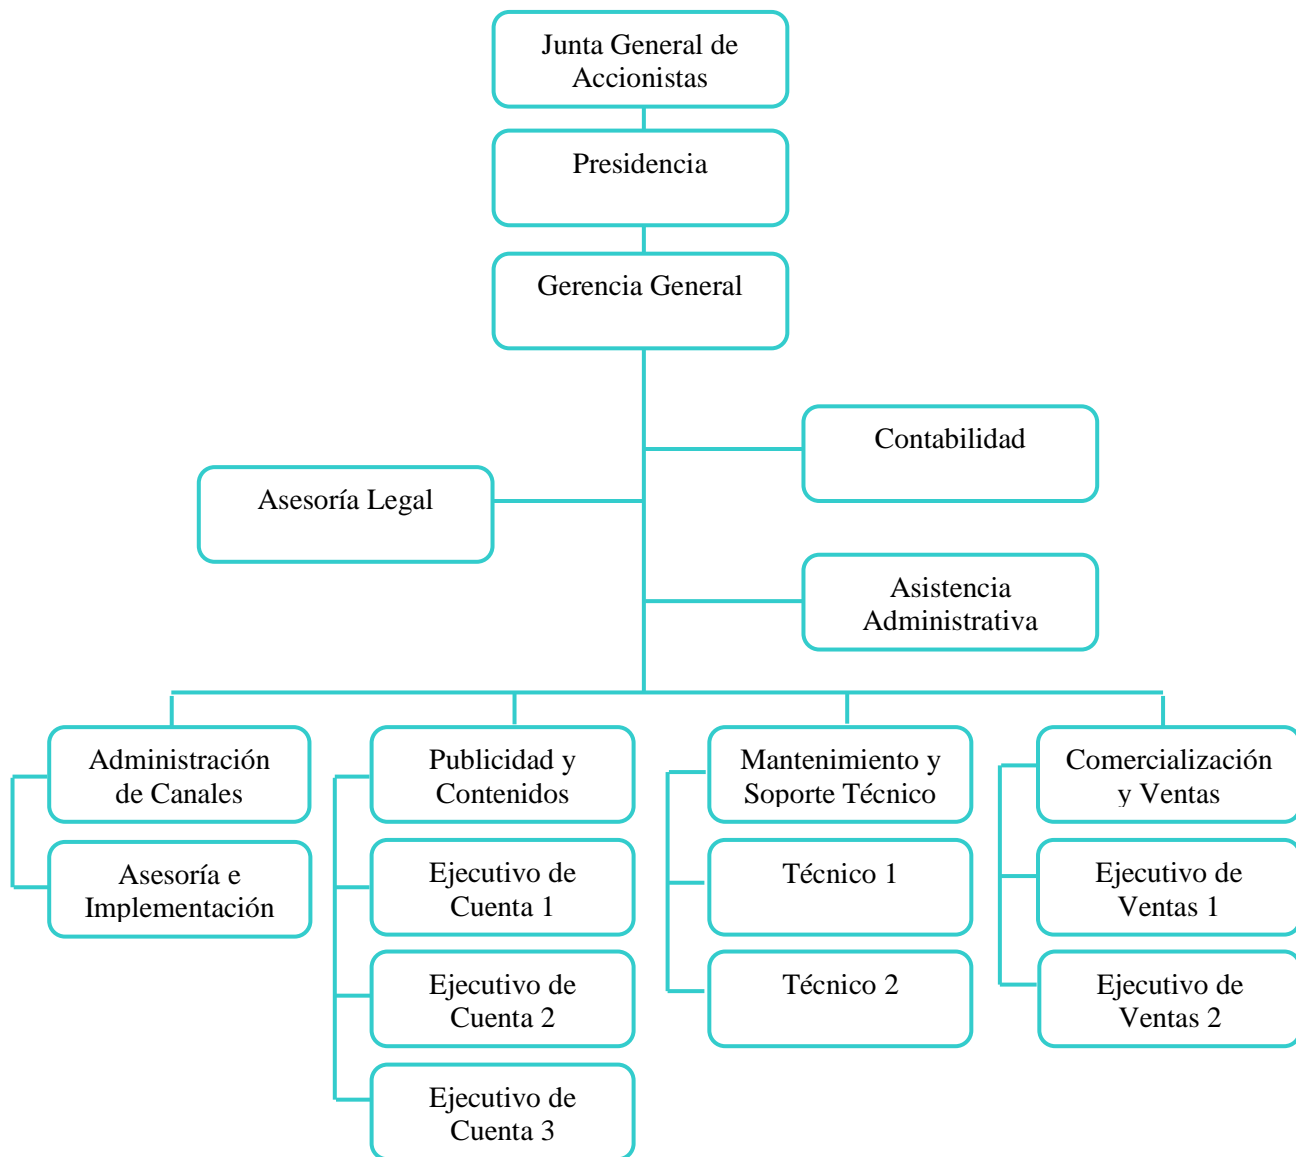 Junta General de
Accionistas
Presidencia
Gerencia General
Contabilidad
Asesoría Legal
Asistencia
Administrativa
Administración
de Canales
Publicidad y
Contenidos
Mantenimiento y
Soporte Técnico
Comercialización
y Ventas
Asesoría e
Implementación
Ejecutivo de
Cuenta 1
Técnico 1
Ejecutivo de
Ventas 1
Ejecutivo de
Cuenta 2
Técnico 2
Ejecutivo de
Ventas 2
Ejecutivo de
Cuenta 3